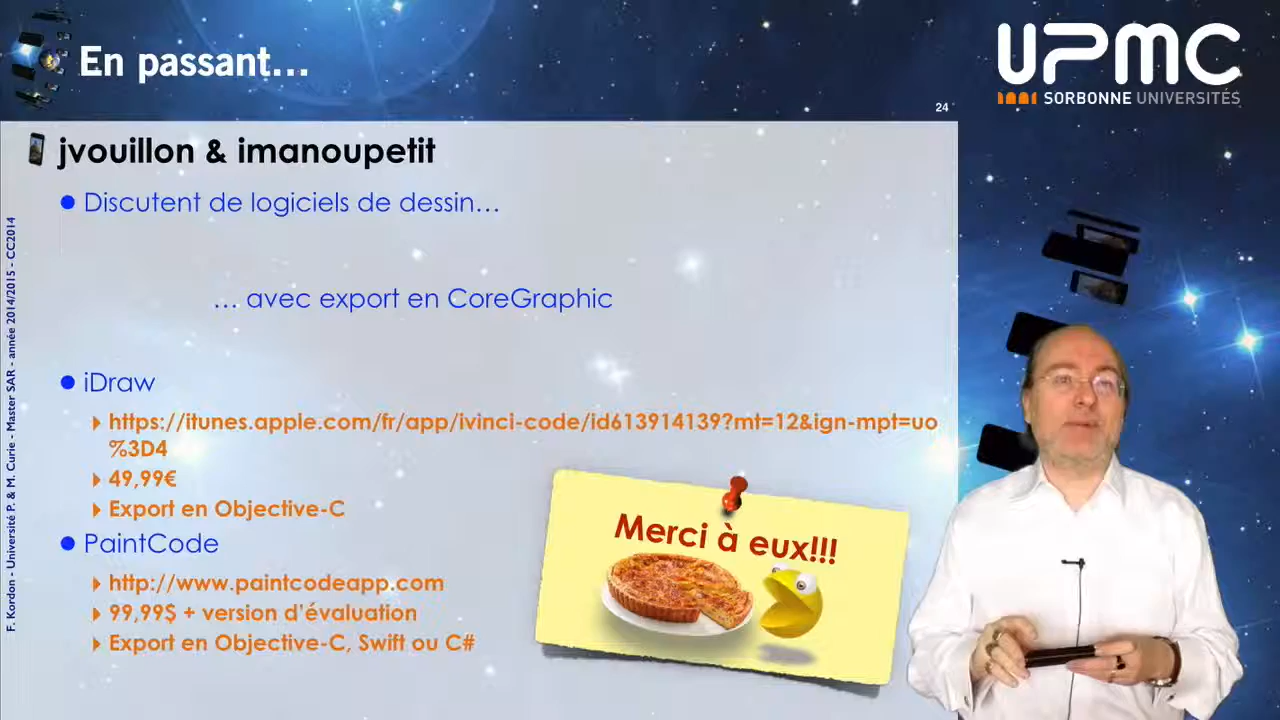 En passant...
UPMC
SORBONNE UNIVERSITÉS
24
jvouillon & imanoupetit
Discutent de logiciels de dessin...
... avec export en CoreGraphic
iDraw
https://itunes.apple.com/fr/app/ivinci-code/id613914139?mt=12&ign-mpt=uo
%3D4
49,99€
Export en Objective-C
PaintCode
http://www.paintcodeapp.com
99,99$ + version d'évaluation
Export en Objective-C, Swift ou C#
Merci à eux!!!
F. Kordon - Université P. & M. Curie - Master SAR - année 2014/2015 - CC2014